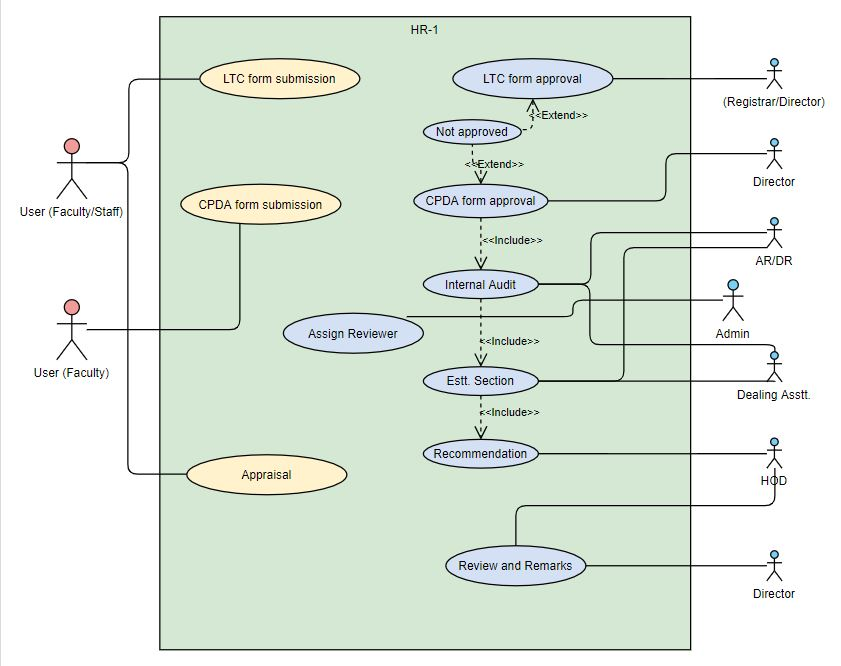 HR-1
LTC form submission
LTC form approval
(Registrar/Director)
<<Extend>>
Not approved
<<Extend>>
Director
User (Faculty/Staff)
CPDA form submission
CPDA form approval
<<Include>>
AR/DR
Internal Audit
Assign Reviewer
Admin
<<Include>>
User (Faculty)
Estt. Section
Dealing Asstt.
<<Include>>
Recommendation
Appraisal
HOD
Review and Remarks
Director